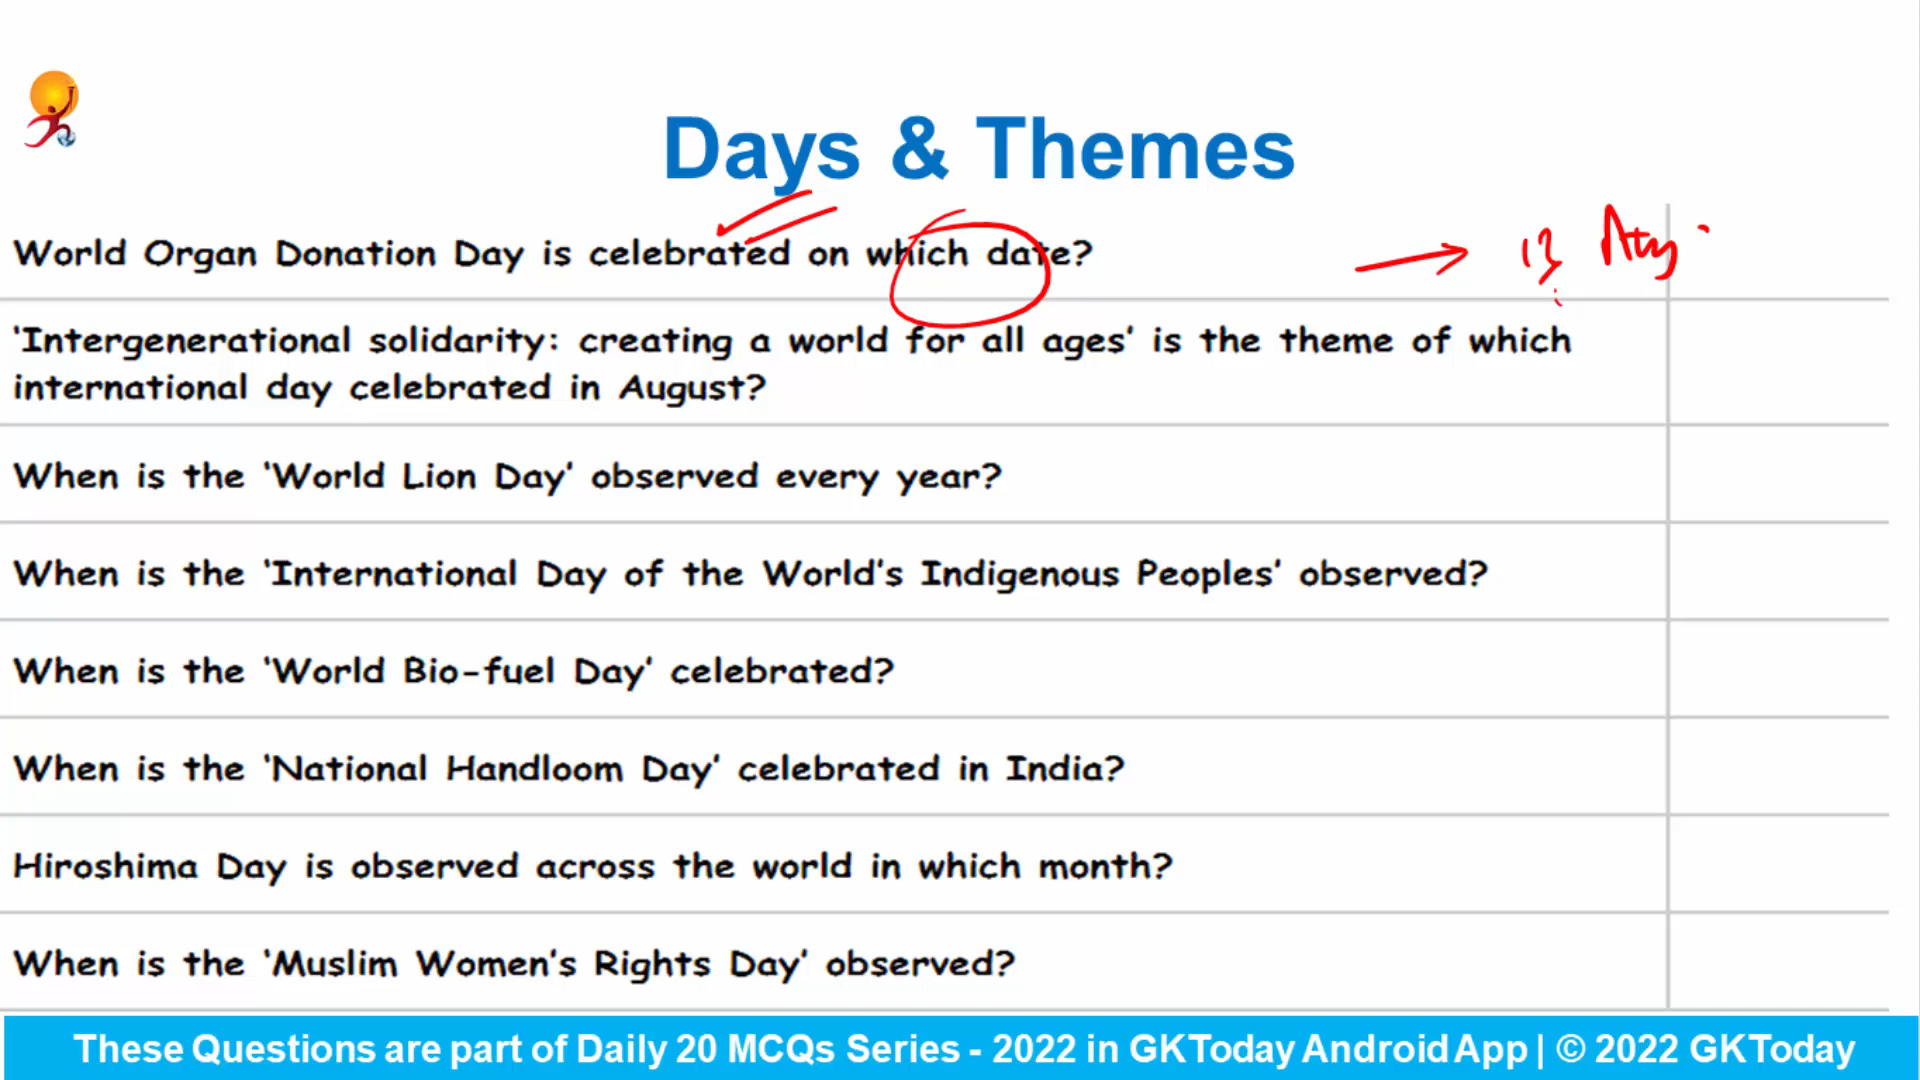 Days & Themes
World Organ Donation Day is celebrated on which date?
13 Aug
'Intergenerational solidarity: creating a world for all ages' is the theme of which
international day celebrated in August?
When is the 'World Lion Day' observed every year?
When is the 'International Day of the World's Indigenous Peoples' observed?
When is the 'World Bio-fuel Day' celebrated?
When is the 'National Handloom Day' celebrated in India?
Hiroshima Day is observed across the world in which month?
When is the 'Muslim Women's Rights Day' observed?
These Questions are part of Daily 20 MCQs Series - 2022 in GKToday Android App | © 2022 GKToday